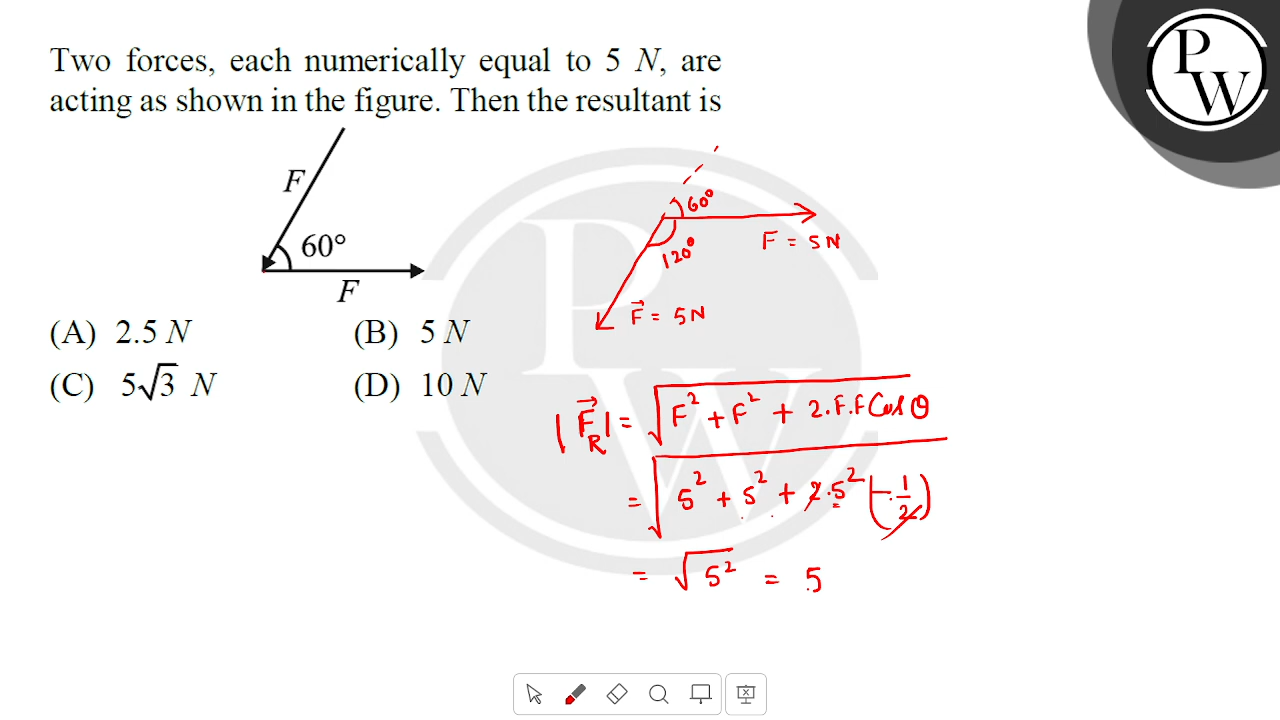 Two forces, each numerically equal to 5 N, are
acting as shown in the figure. Then the resultant is
F
60°
F
(A) 2.5 N (B) 5 N
(C) 5√3 N (D) 10 N
60°
120°
F = 5N
F⃗ = 5N
|F⃗_R| = √(F² + F² + 2.F.F Cos θ)
= √(5² + 5² + 2.5² (-1/2))
= √5² = 5
P
W
P
W